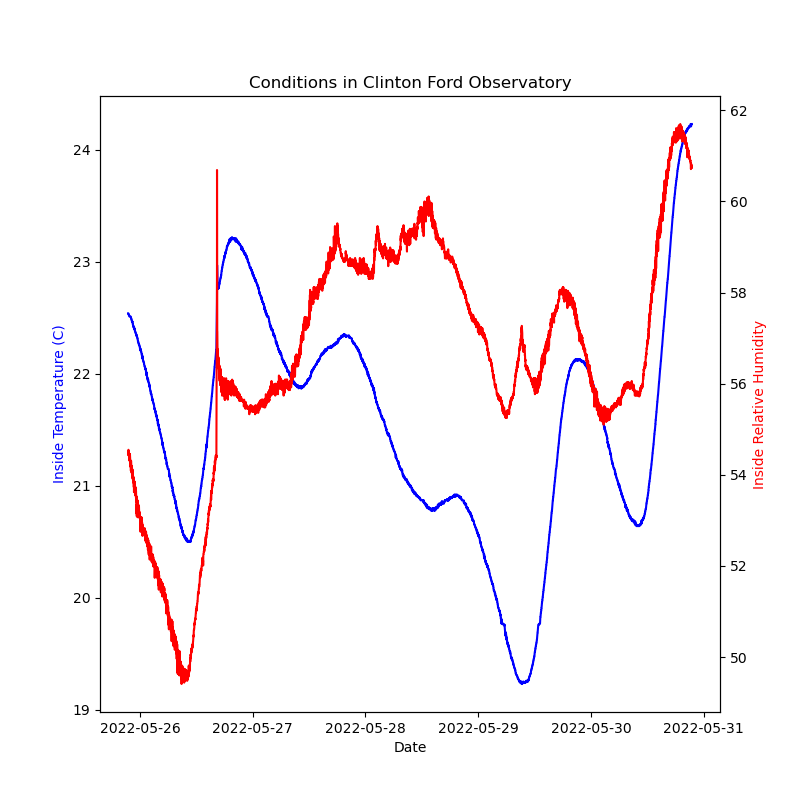 Conditions in Clinton Ford Observatory
24
23
22
21
20
19
Inside Temperature (C)
62
60
58
56
54
52
50
Inside Relative Humidity
2022-05-26 2022-05-27 2022-05-28 2022-05-29 2022-05-30 2022-05-31
Date